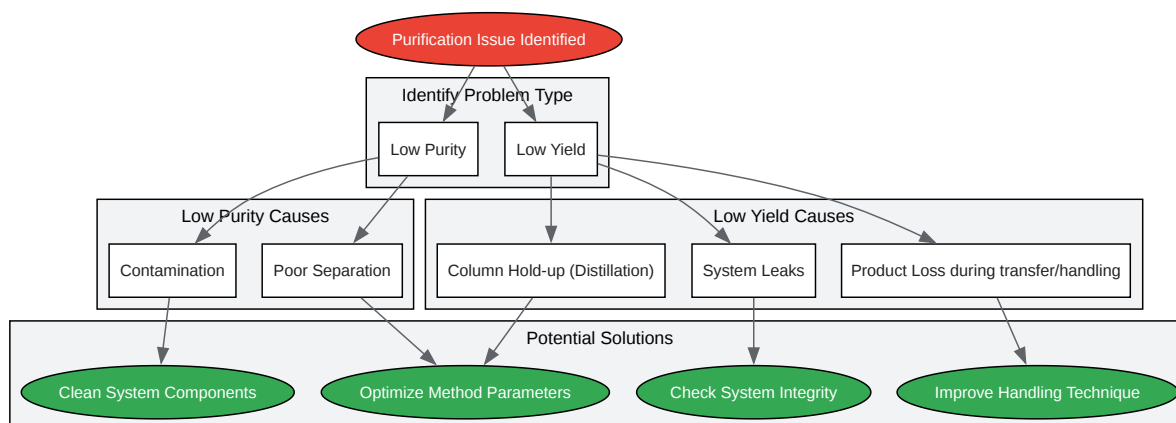 Purification Issue Identified
Identify Problem Type
Low Purity
Low Yield
Low Purity Causes
Low Yield Causes
Contamination
Poor Separation
Column Hold-up (Distillation)
System Leaks
Product Loss during transfer/handling
Potential Solutions
Clean System Components
Optimize Method Parameters
Check System Integrity
Improve Handling Technique